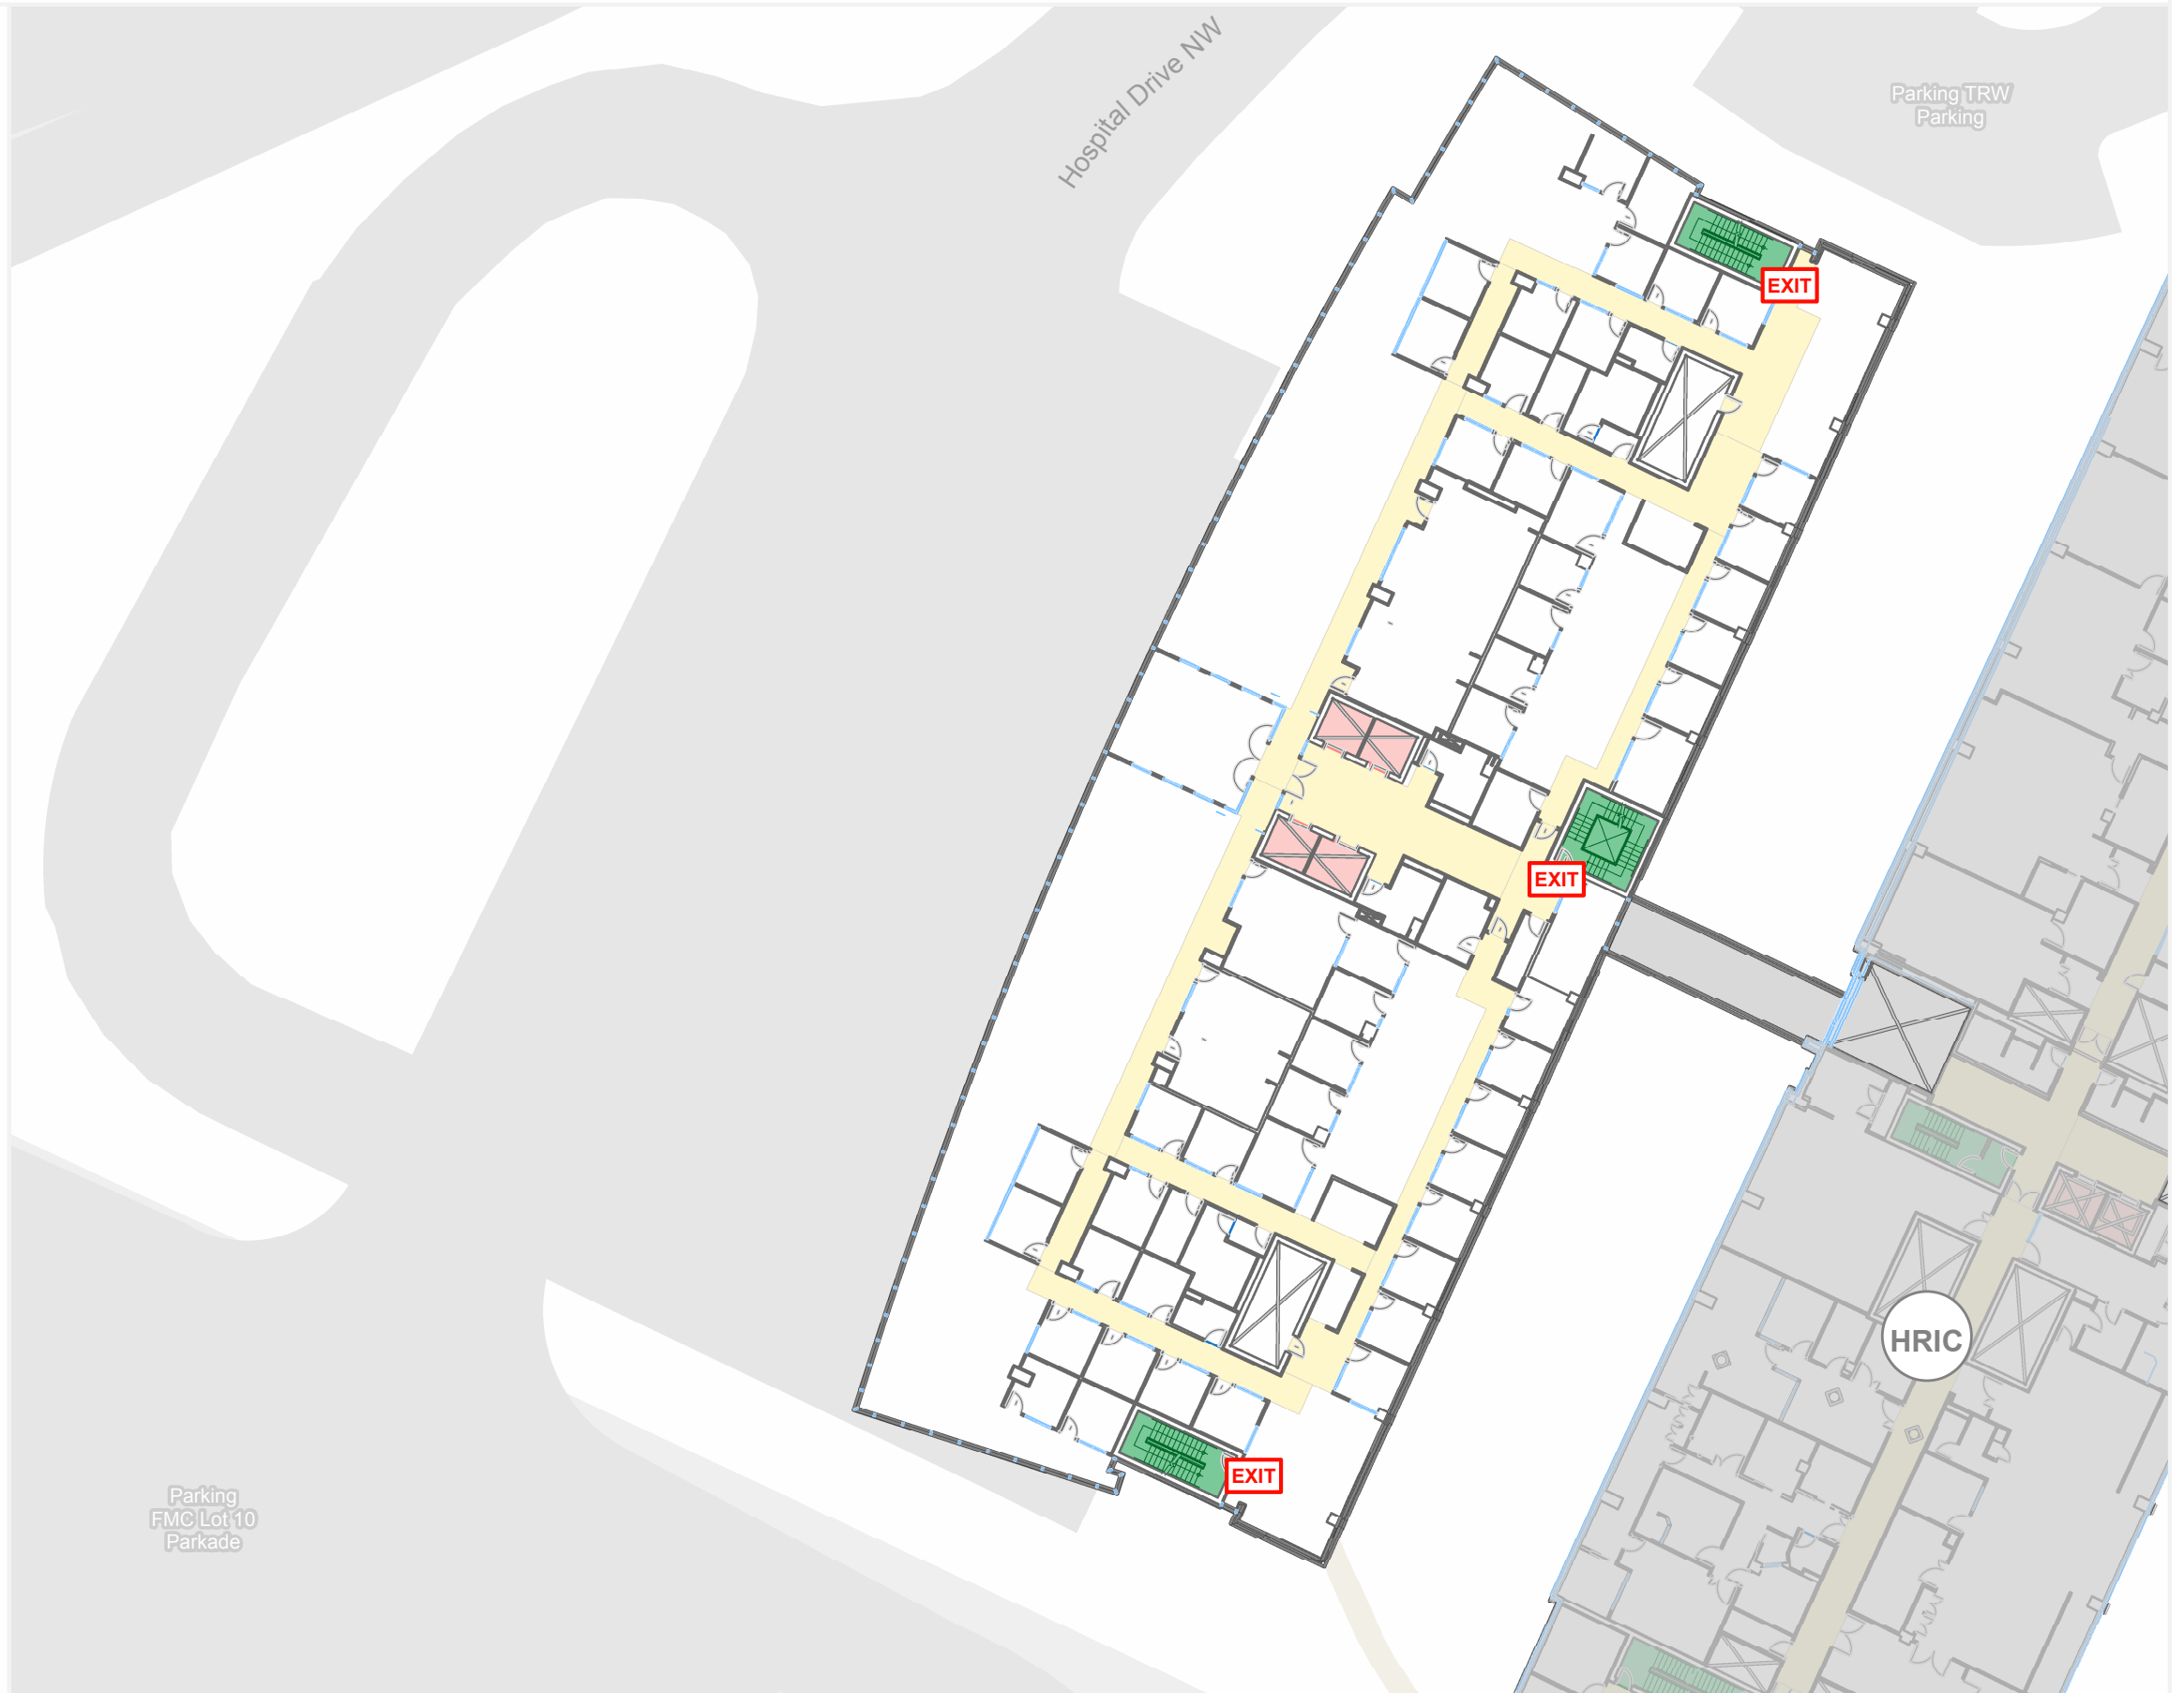 Hospital Drive NW
Parking TRW
Parking
EXIT
EXIT
HRIC
EXIT
Parking
FMC Lot 10
Parkade